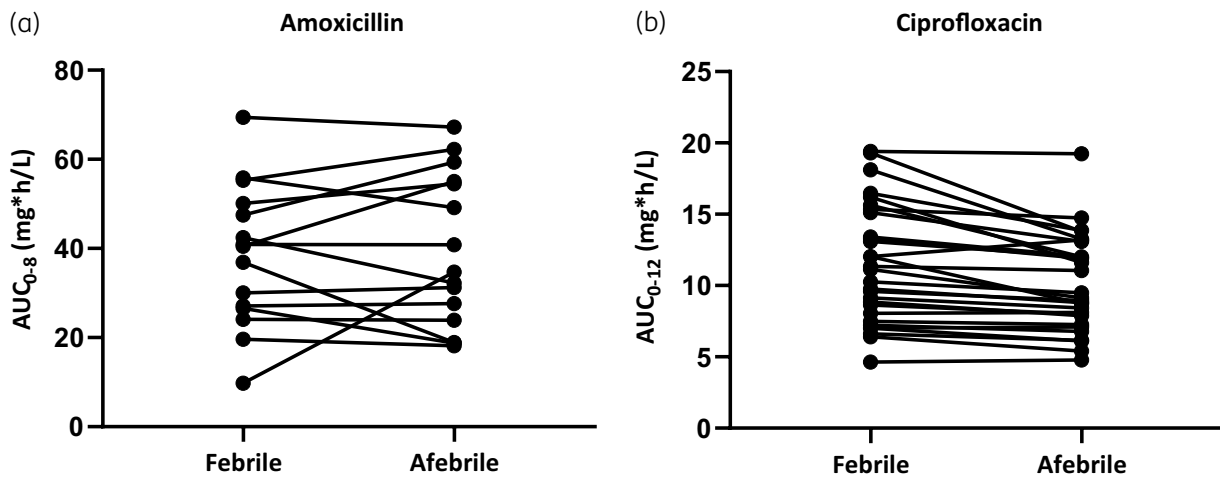 (a)
Amoxicillin
AUC0-8 (mg*h/L)
80
60
40
20
0
Febrile
Afebrile
(b)
Ciprofloxacin
AUC0-12 (mg*h/L)
25
20
15
10
5
0
Febrile
Afebrile